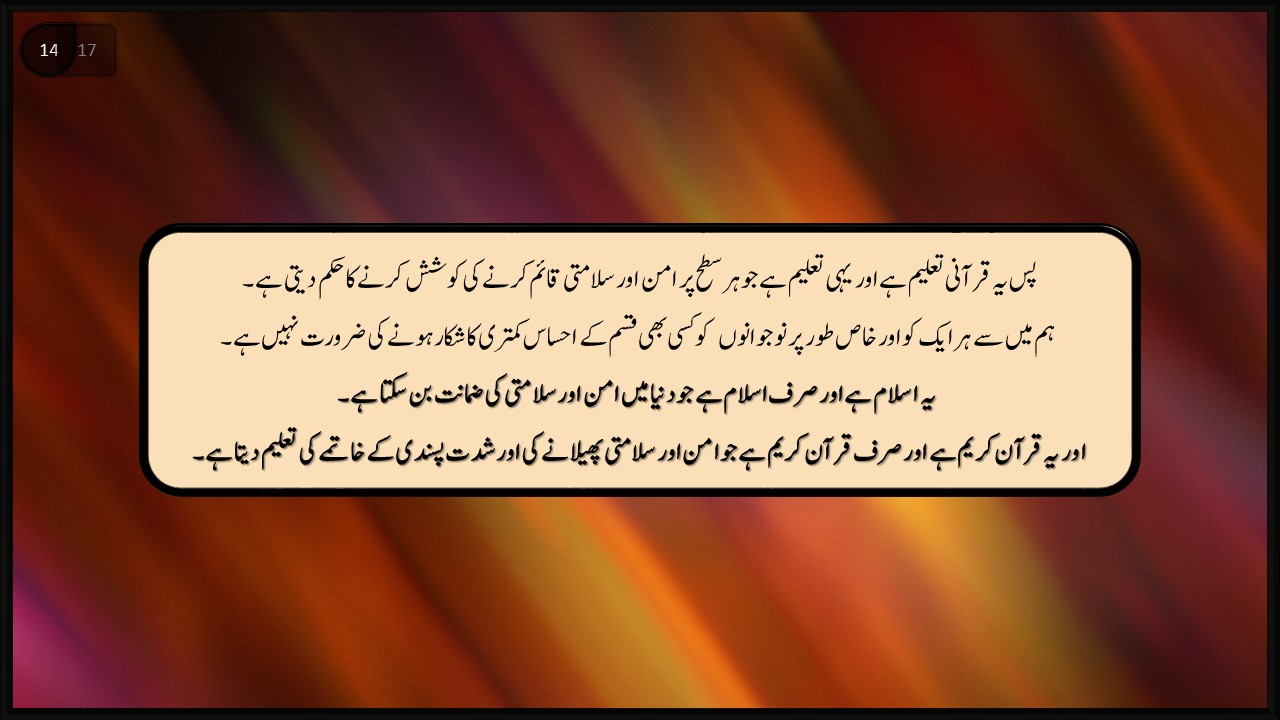 14 17
پس یہ قرآنی تعلیم ہے اور یہی تعلیم ہے جو ہر سطح پر امن اور سلامتی قائم کرنے کی کوشش کرنے کا حکم دیتی ہے۔
ہم میں سے ہر ایک کو اور خاص طور پر نوجوانوں کو کسی بھی قسم کے احساس کمتری کا شکار ہونے کی ضرورت نہیں ہے۔
یہ اسلام ہے اور صرف اسلام ہے جو دنیا میں امن اور سلامتی کی ضمانت بن سکتا ہے۔
اور یہ قرآن کریم ہے اور صرف قرآن کریم ہے جو امن اور سلامتی پھیلانے کی اور شدت پسندی کے خاتمے کی تعلیم دیتا ہے۔